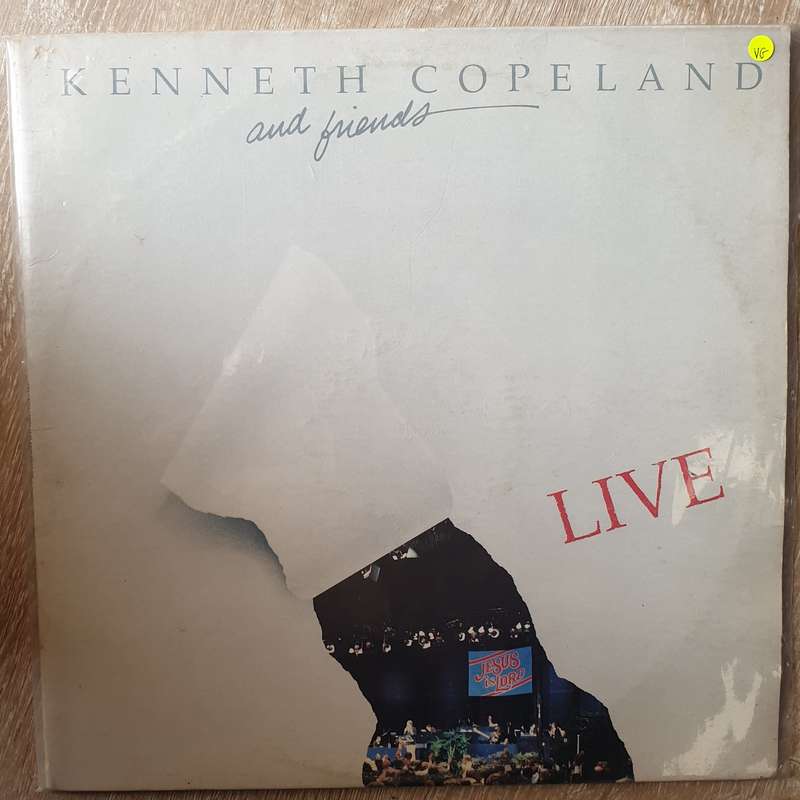 VG
KENNETH COPELAND
and friends
LIVE
JESUS
is LORD